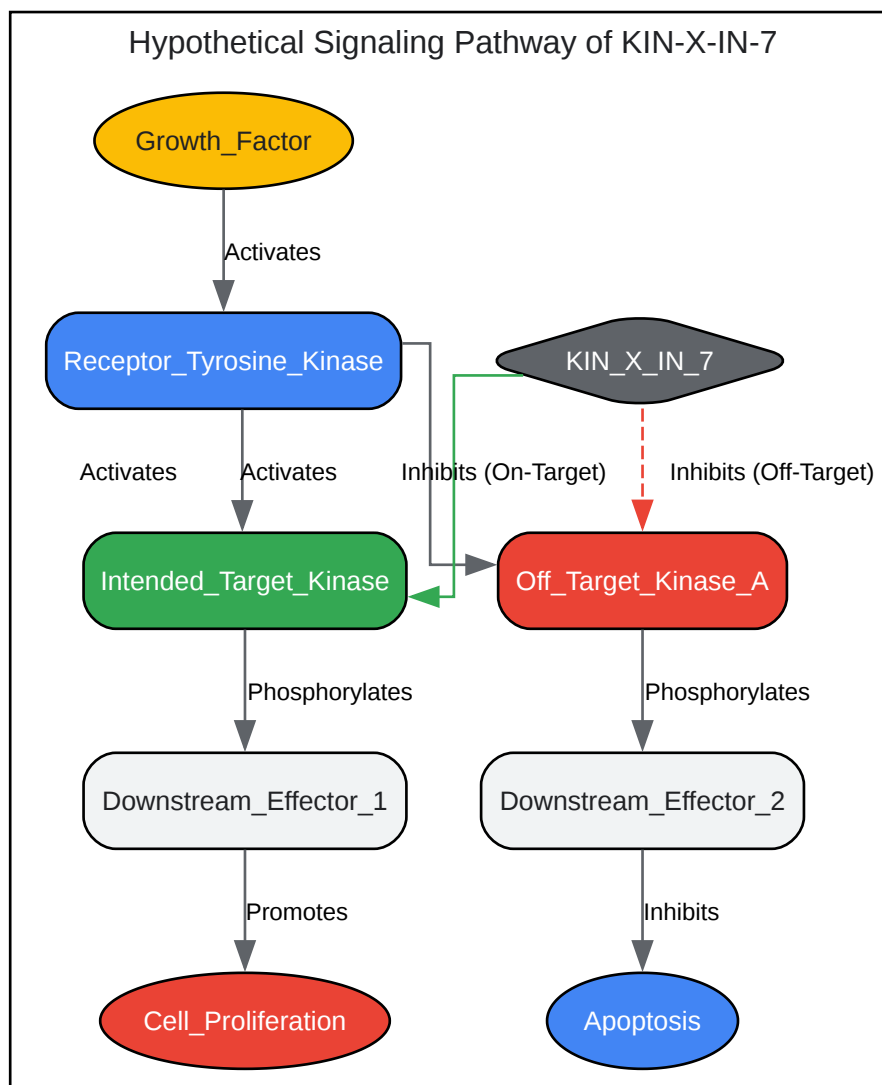 Hypothetical Signaling Pathway of KIN-X-IN-7
Growth_Factor
Activates
Receptor_Tyrosine_Kinase
KIN_X_IN_7
Activates
Activates
Inhibits (On-Target)
Inhibits (Off-Target)
Intended_Target_Kinase
Off_Target_Kinase_A
Phosphorylates
Phosphorylates
Downstream_Effector_1
Downstream_Effector_2
Promotes
Inhibits
Cell_Proliferation
Apoptosis